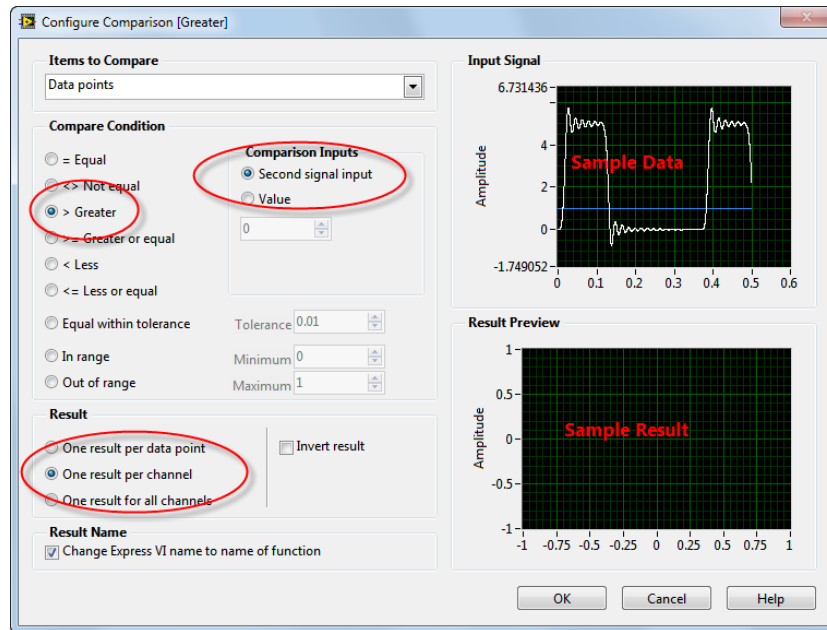 Configure Comparison [Greater]
Items to Compare
Data points
Compare Condition
= Equal
<> Not equal
> Greater
>= Greater or equal
< Less
<= Less or equal
Equal within tolerance
In range
Out of range
Comparison Inputs
Second signal input
Value
0
Tolerance 0.01
Minimum 0
Maximum 1
Result
One result per data point
One result per channel
One result for all channels
Invert result
Result Name
Change Express VI name to name of function
Input Signal
Amplitude
6.731436
4
2
0
-1.749052
Sample Data
0 0.1 0.2 0.3 0.4 0.5 0.6
Result Preview
Amplitude
1
0.5
0
-0.5
-1
Sample Result
-1 -0.75 -0.5 -0.25 0 0.25 0.5 0.75 1
OK Cancel Help